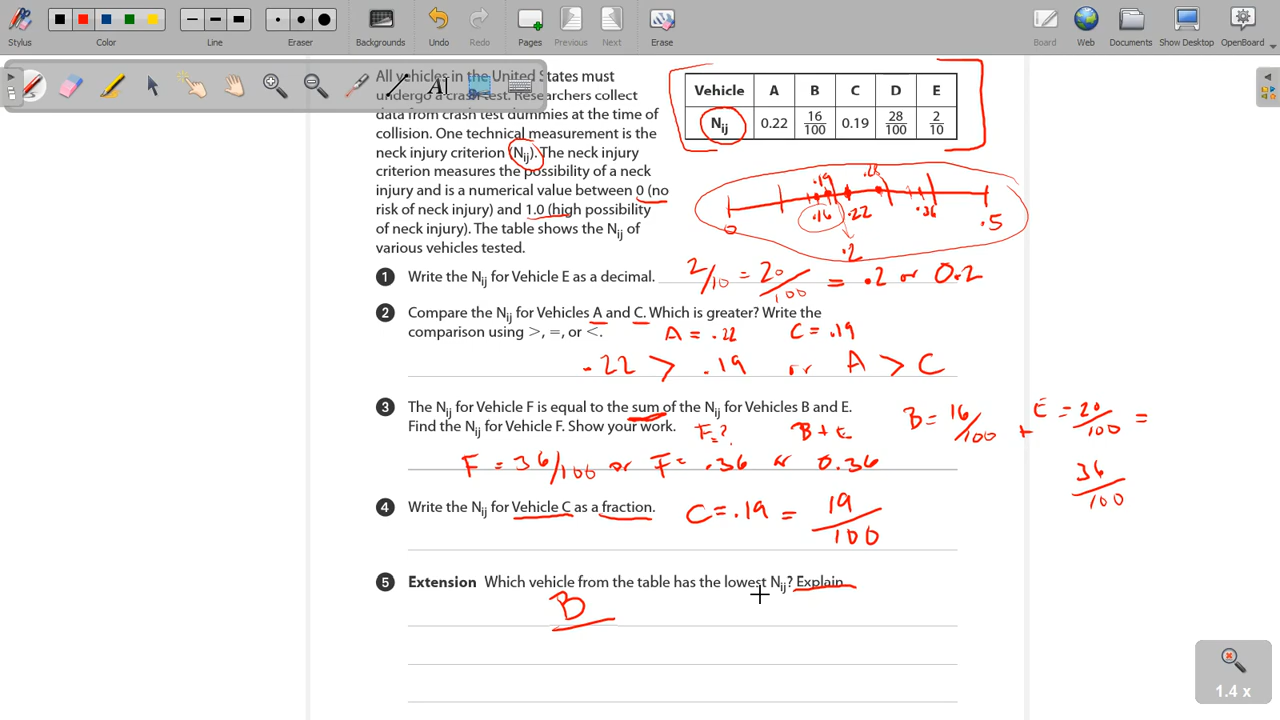 Stylus
Color
Line
Eraser
Backgrounds
Undo
Redo
Pages
Previous
Next
Erase
Board
Web
Documents
Show Desktop
OpenBoard
All vehicles in the United States must
undergo a crash test. Researchers collect
data from crash test dummies at the time of
collision. One technical measurement is the
neck injury criterion (Nij). The neck injury
criterion measures the possibility of a neck
injury and is a numerical value between 0 (no
risk of neck injury) and 1.0 (high possibility
of neck injury). The table shows the Nij of
various vehicles tested.
Vehicle A B C D E
Nij 0.22 16/100 0.19 28/100 2/10
.19 .28
0 .16 .22 .36 .5
.2
1 Write the Nij for Vehicle E as a decimal. 2/10 = 20/100 = .2 or 0.2
2 Compare the Nij for Vehicles A and C. Which is greater? Write the
comparison using >, =, or <. A = .22 C = .19
.22 > .19 or A > C
3 The Nij for Vehicle F is equal to the sum of the Nij for Vehicles B and E.
Find the Nij for Vehicle F. Show your work. F = ? B + E
B = 16/100 + E = 20/100 =
36/100
F = 36/100 or F = .36 or 0.36
4 Write the Nij for Vehicle C as a fraction. C = .19 = 19/100
5 Extension Which vehicle from the table has the lowest Nij? Explain.
B
1.4 x